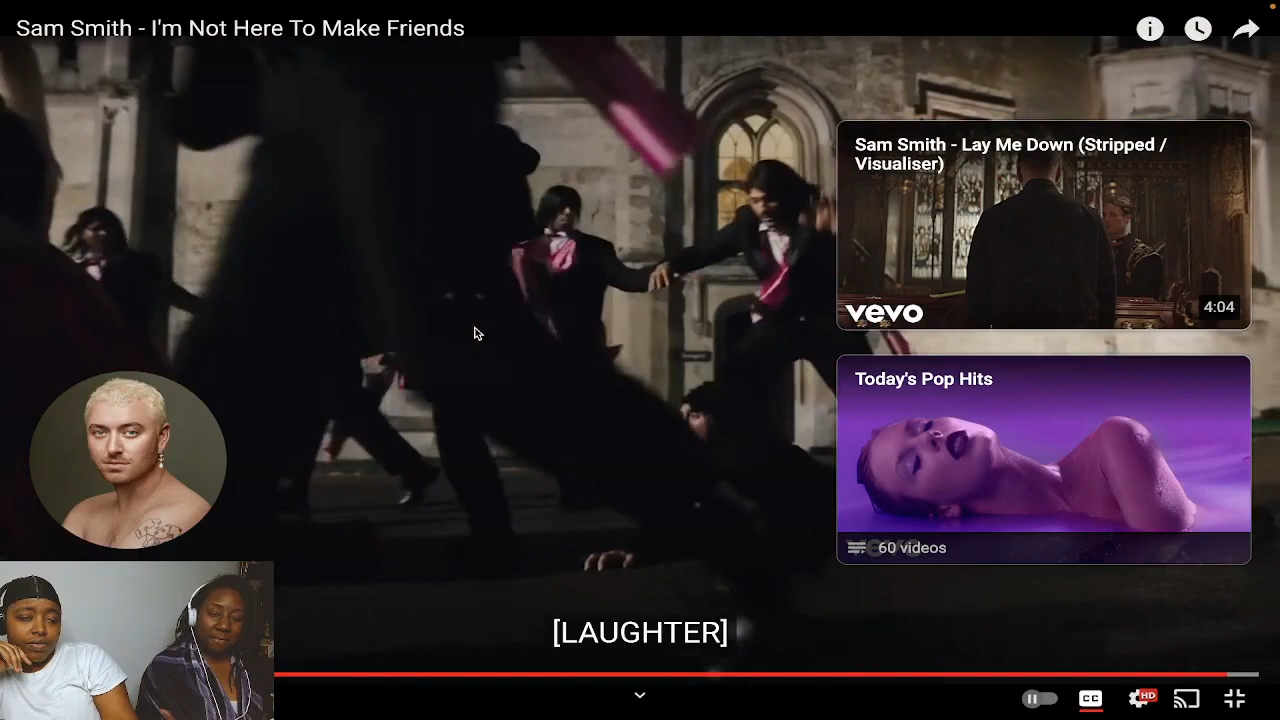 Sam Smith - I'm Not Here To Make Friends
Sam Smith - Lay Me Down (Stripped /
Visualiser)
vevo
4:04
Today's Pop Hits
60 videos
[LAUGHTER]
CC
HD